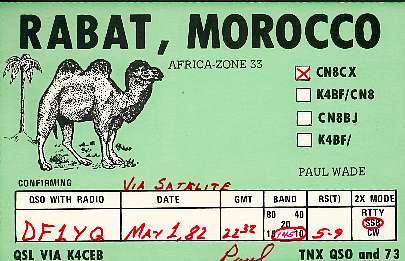 RABAT, MOROCCO
AFRICA-ZONE 33
CN8CX
K4BF/CN8
CN8BJ
K4BF/
PAUL WADE
CONFIRMING
VIA SATELITE
QSO WITH RADIO DATE GMT BAND RS(T) 2X MODE
DF1YQ MAY 1, 82 2232 80 40 20 15 10 145 5-9 RTTY SSB CW
QSL VIA K4CEB Paul TNX QSO and 73